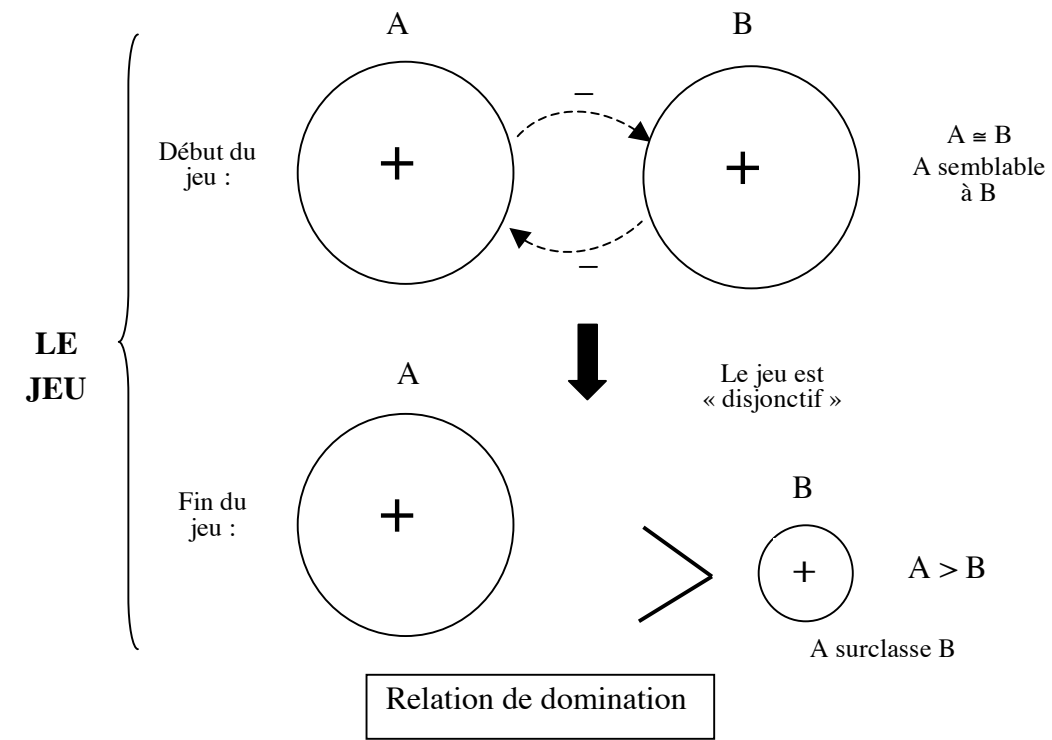 A
B
–
+
+
Début du
jeu :
A ≅ B
A semblable
à B
–
LE
JEU
A
Le jeu est
« disjonctif »
B
Fin du
jeu :
+
>
+
A > B
A surclasse B
Relation de domination